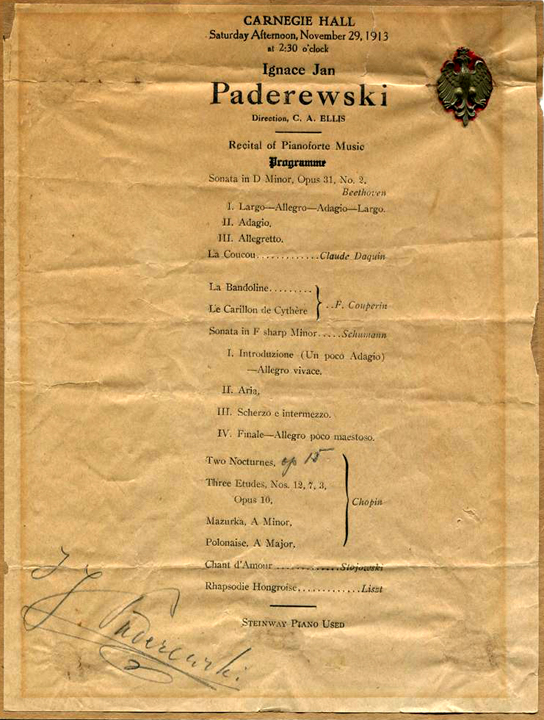 CARNEGIE HALL
Saturday Afternoon, November 29, 1913
at 2:30 o'clock
Ignace Jan
Paderewski
Direction, C. A. ELLIS
Recital of Pianoforte Music
Programme
Sonata in D Minor, Opus 31, No. 2,
Beethoven
I. Largo—Allegro—Adagio—Largo.
II. Adagio.
III. Allegretto.
La Coucou............Claude Daquin
La Bandoline.........
..F. Couperin
Le Carillon de Cythère
Sonata in F sharp Minor.....Schumann
I. Introduzione (Un poco Adagio)
—Allegro vivace.
II. Aria.
III. Scherzo e intermezzo.
IV. Finale—Allegro poco maestoso.
Two Nocturnes, op 15
Three Etudes, Nos. 12, 7, 3,
Opus 10,
Chopin
Mazurka, A Minor,
Polonaise, A Major,
Chant d'Amour ................Stojowski
Rhapsodie Hongroise............Liszt
STEINWAY PIANO USED
I. J. Paderewski.